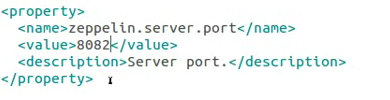 <property>
<name>zeppelin.server.port</name>
<value>8082</value>
<description>Server port.</description>
</property>